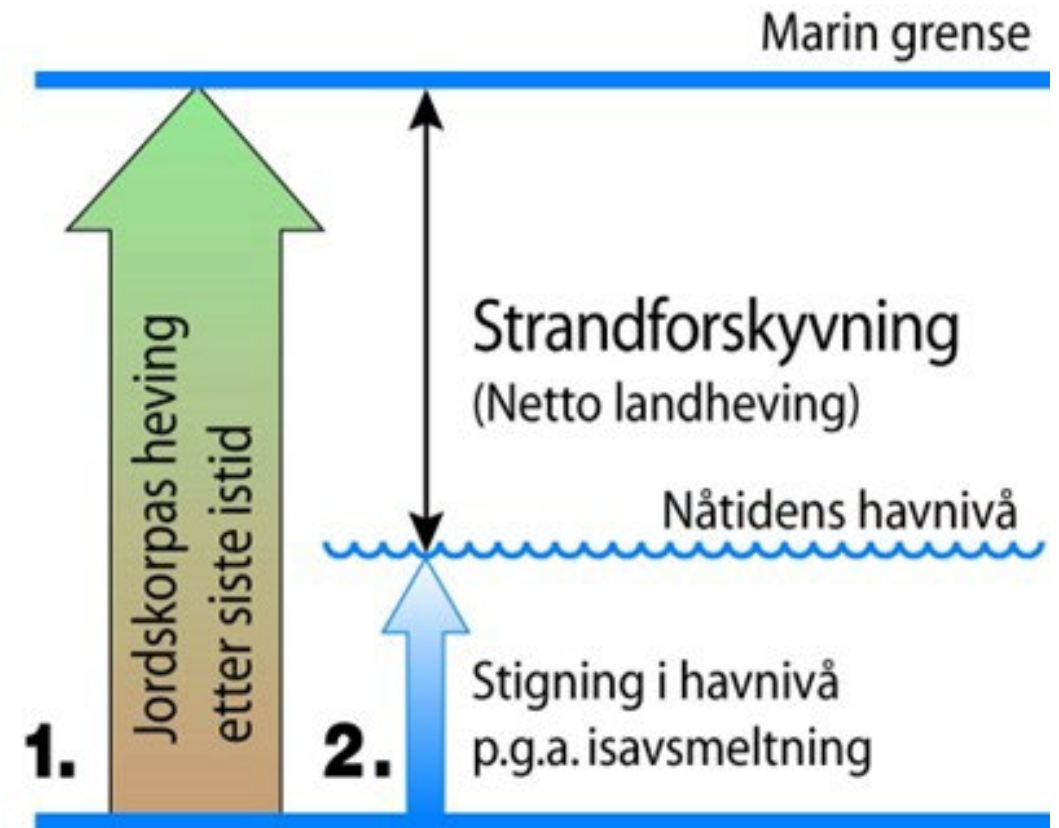 Marin grense
Jordskorpas heving
etter siste istid
Strandforskyvning
(Netto landheving)
Nåtidens havnivå
1.
2.
Stigning i havnivå
p.g.a. isavsmeltning